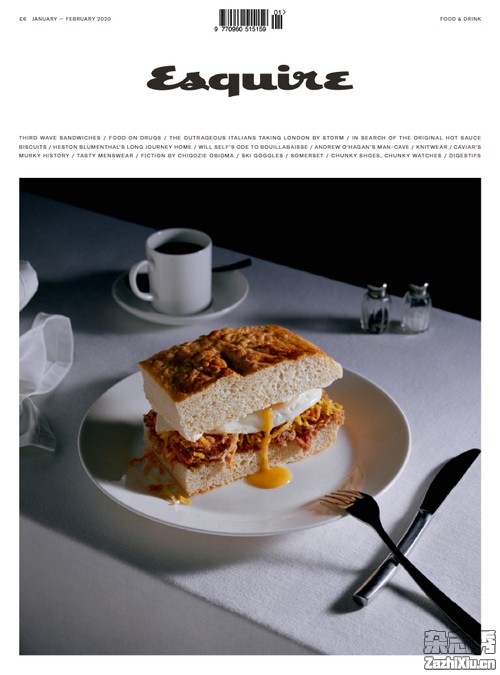 £6 JANUARY — FEBRUARY 2020
01>
FOOD & DRINK
9 770960 515159
Esquire
THIRD WAVE SANDWICHES / FOOD ON DRUGS / THE OUTRAGEOUS ITALIANS TAKING LONDON BY STORM / IN SEARCH OF THE ORIGINAL HOT SAUCE
BISCUITS / HESTON BLUMENTHAL'S LONG JOURNEY HOME / WILL SELF'S ODE TO BOUILLABAISSE / ANDREW O'HAGAN'S MAN-CAVE / KNITWEAR / CAVIAR'S
MURKY HISTORY / TASTY MENSWEAR / FICTION BY CHIGOZIE OBIOMA / SKI GOGGLES / SOMERSET / CHUNKY SHOES, CHUNKY WATCHES / DIGESTIFS
杂志秀
ZazhiXiu.cn